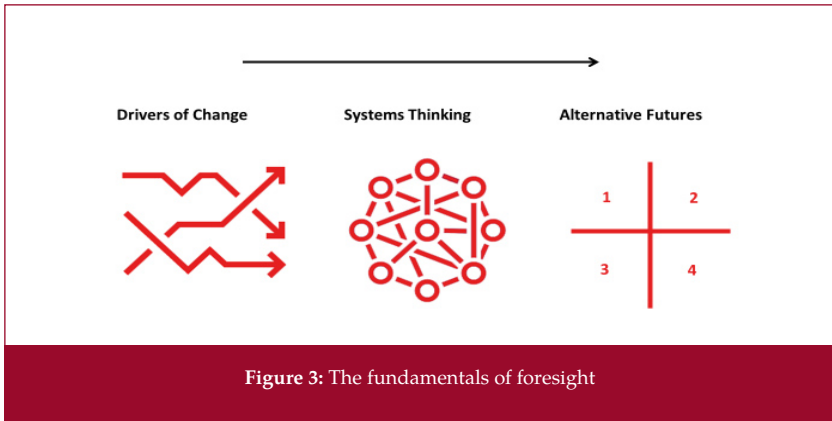 Drivers of Change
Systems Thinking
Alternative Futures
1
2
3
4
Figure 3: The fundamentals of foresight